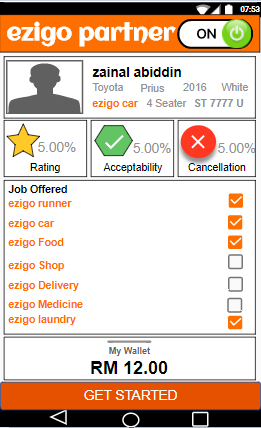 07:53
ezigo partner ON
zainal abiddin
Toyota Prius 2016 White
ezigo car 4 Seater ST 7777 U
5.00% 5.00% 5.00%
Rating Acceptability Cancellation
Job Offered
ezigo runner
ezigo car
ezigo Food
ezigo Shop
ezigo Delivery
ezigo Medicine
ezigo laundry
My Wallet
RM 12.00
GET STARTED